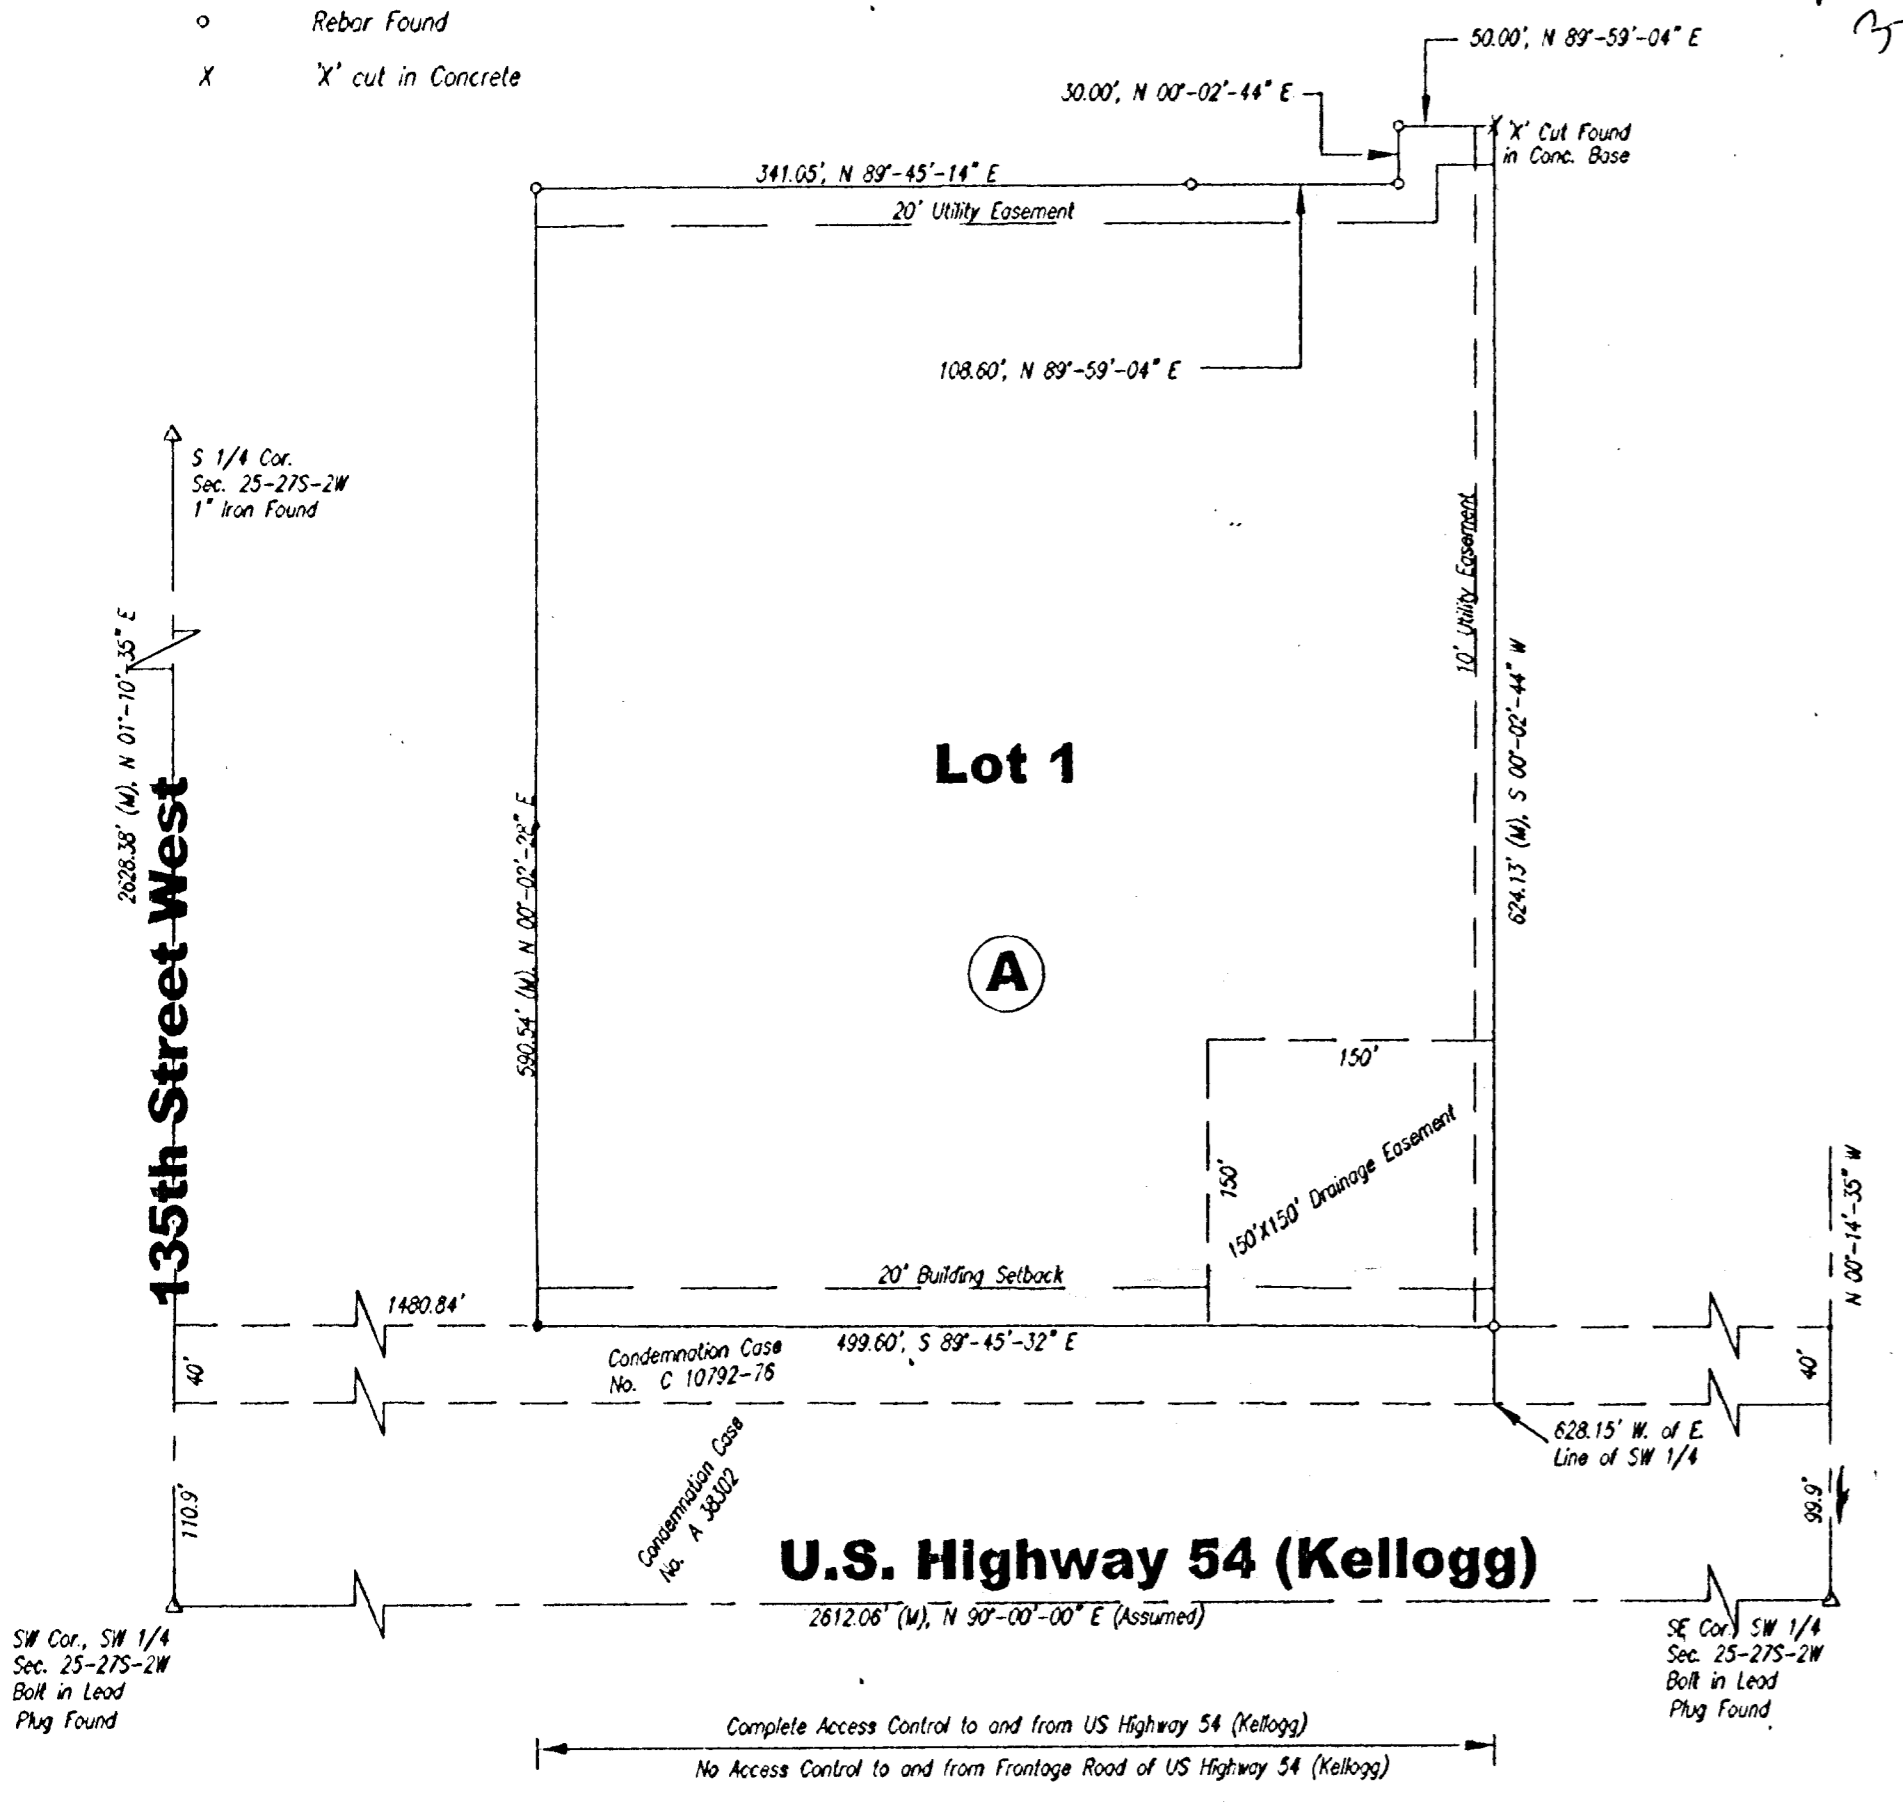 Rebar Found
X 'X' cut in Concrete
3
50.00', N 89°-59'-04" E
30.00', N 00°-02'-44" E
'X' Cut Found
in Conc. Base
341.05', N 89°-45'-14" E
20' Utility Easement
108.60', N 89°-59'-04" E
S 1/4 Cor.
Sec. 25-27S-2W
1" Iron Found
10' Utility Easement
2628.38' (M), N 01°-10'-35" E
135th Street West
624.13' (M), S 00°-02'-44" W
Lot 1
590.54' (M), N 00°-02'-28" E
A
150'
150'
150'X150' Drainage Easement
N 00°-14'-35" W
20' Building Setback
1480.84'
499.60', S 89°-45'-32" E
40'
Condemnation Case
No. C 10792-76
40'
628.15' W. of E.
Line of SW 1/4
Condemnation Case
No. A 38302
110.9'
99.9'
U.S. Highway 54 (Kellogg)
2612.06' (M), N 90°-00'-00" E (Assumed)
SW Cor., SW 1/4
Sec. 25-27S-2W
Bolt in Lead
Plug Found
SE Cor., SW 1/4
Sec. 25-27S-2W
Bolt in Lead
Plug Found
Complete Access Control to and from US Highway 54 (Kellogg)
No Access Control to and from Frontage Road of US Highway 54 (Kellogg)